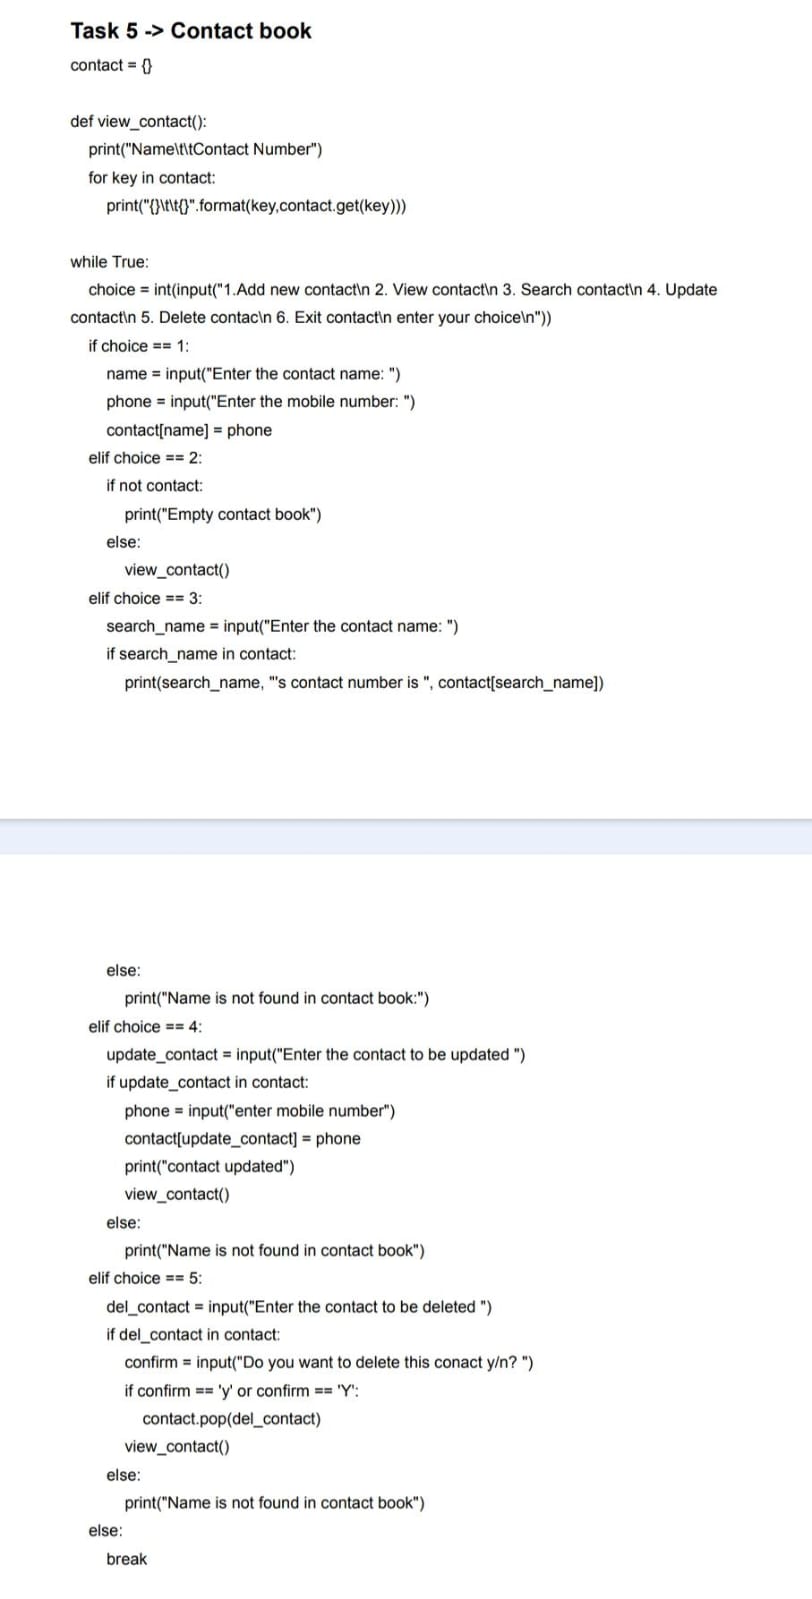 Task 5 -> Contact book
contact = {}
def view_contact():
print("Name\t\tContact Number")
for key in contact:
print("{}\t\t{}".format(key,contact.get(key)))
while True:
choice = int(input("1.Add new contact\n 2. View contact\n 3. Search contact\n 4. Update
contact\n 5. Delete contac\n 6. Exit contact\n enter your choice\n"))
if choice == 1:
name = input("Enter the contact name: ")
phone = input("Enter the mobile number: ")
contact[name] = phone
elif choice == 2:
if not contact:
print("Empty contact book")
else:
view_contact()
elif choice == 3:
search_name = input("Enter the contact name: ")
if search_name in contact:
print(search_name, "'s contact number is ", contact[search_name])
else:
print("Name is not found in contact book:")
elif choice == 4:
update_contact = input("Enter the contact to be updated ")
if update_contact in contact:
phone = input("enter mobile number")
contact[update_contact] = phone
print("contact updated")
view_contact()
else:
print("Name is not found in contact book")
elif choice == 5:
del_contact = input("Enter the contact to be deleted ")
if del_contact in contact:
confirm = input("Do you want to delete this conact y/n? ")
if confirm == 'y' or confirm == 'Y':
contact.pop(del_contact)
view_contact()
else:
print("Name is not found in contact book")
else:
break